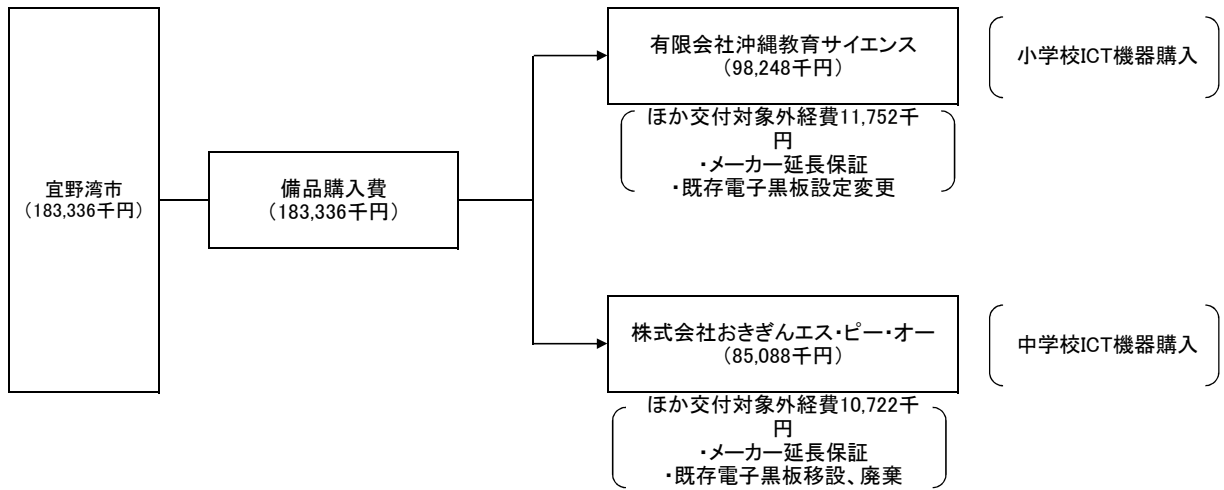 宜野湾市
（183,336千円）
備品購入費
（183,336千円）
有限会社沖縄教育サイエンス
（98,248千円）
小学校ICT機器購入
ほか交付対象外経費11,752千
円
・メーカー延長保証
・既存電子黒板設定変更
株式会社おきぎんエス・ピー・オー
（85,088千円）
中学校ICT機器購入
ほか交付対象外経費10,722千
円
・メーカー延長保証
・既存電子黒板移設、廃棄